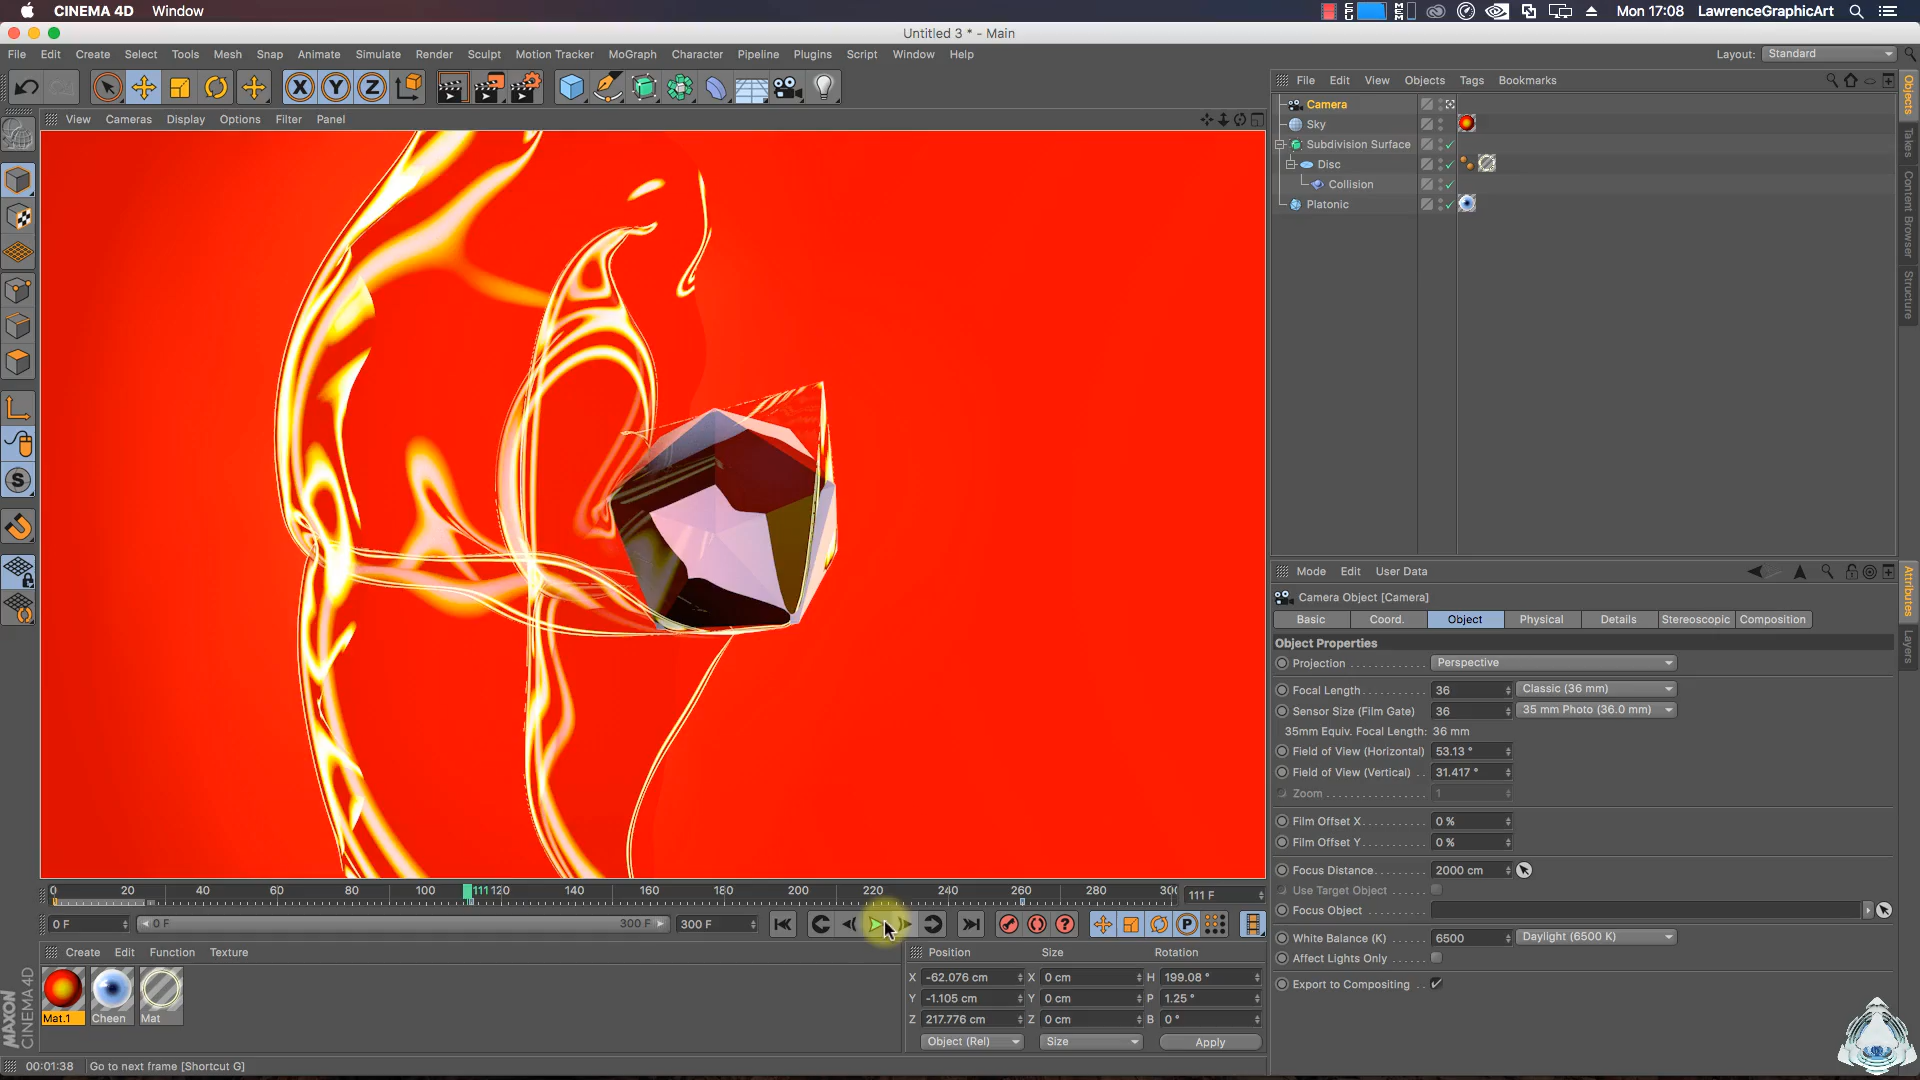 CINEMA 4D Window
Mon 17:08 LawrenceGraphicArt
Untitled 3 * - Main
File Edit Create Select Tools Mesh Snap Animate Simulate Render Sculpt Motion Tracker MoGraph Character Pipeline Plugins Script Window Help
Layout: Standard
X Y Z
File Edit View Objects Tags Bookmarks
View Cameras Display Options Filter Panel
Camera
Sky
Subdivision Surface
Disc
Collision
Platonic
Objects
Takes
Content Browser
Structure
S
Mode Edit User Data
Attributes
Layers
Camera Object [Camera]
Basic Coord. Object Physical Details Stereoscopic Composition
Object Properties
Projection Perspective
Focal Length 36 Classic (36 mm)
Sensor Size (Film Gate) 36 35 mm Photo (36.0 mm)
35mm Equiv. Focal Length: 36 mm
Field of View (Horizontal) 53.13 °
Field of View (Vertical) 31.417 °
Zoom 1
Film Offset X 0 %
Film Offset Y 0 %
Focus Distance 2000 cm
Use Target Object
Focus Object
White Balance (K) 6500 Daylight (6500 K)
Affect Lights Only
Export to Compositing
0 20 40 60 80 100 111 120 140 160 180 200 220 240 260 280 30 111 F
0 F 0 F 300 F 300 F
P
Create Edit Function Texture
Mat.1 Cheen Mat
Position Size Rotation
X -62.076 cm X 0 cm H 199.08 °
Y -1.105 cm Y 0 cm P 1.25 °
Z 217.776 cm Z 0 cm B 0 °
Object (Rel) Size Apply
MAXON
CINEMA 4D
00:01:38 Go to next frame [Shortcut G]